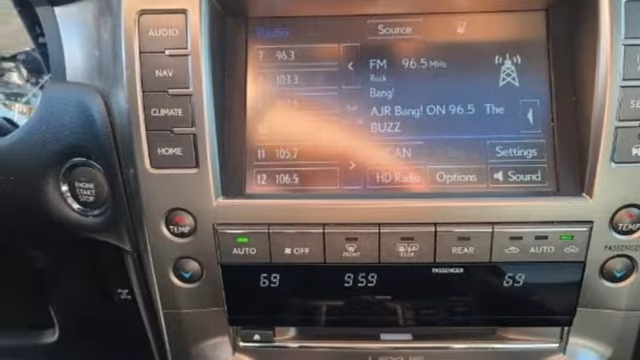 AUDIO
NAV
CLIMATE
HOME
ENGINE
START
STOP
TEMP
Radio
Source
7 96.3
103.3
11 105.7
12 106.5
FM 96.5 MHz
Rock
Bang!
AJR Bang! ON 96.5 The
BUZZ
SCAN
Settings
HD Radio
Options
Sound
TEMP
PASSENGER
AUTO
OFF
FRONT
REAR
REAR
AUTO
PASSENGER
69
9:59
69
LEXUS